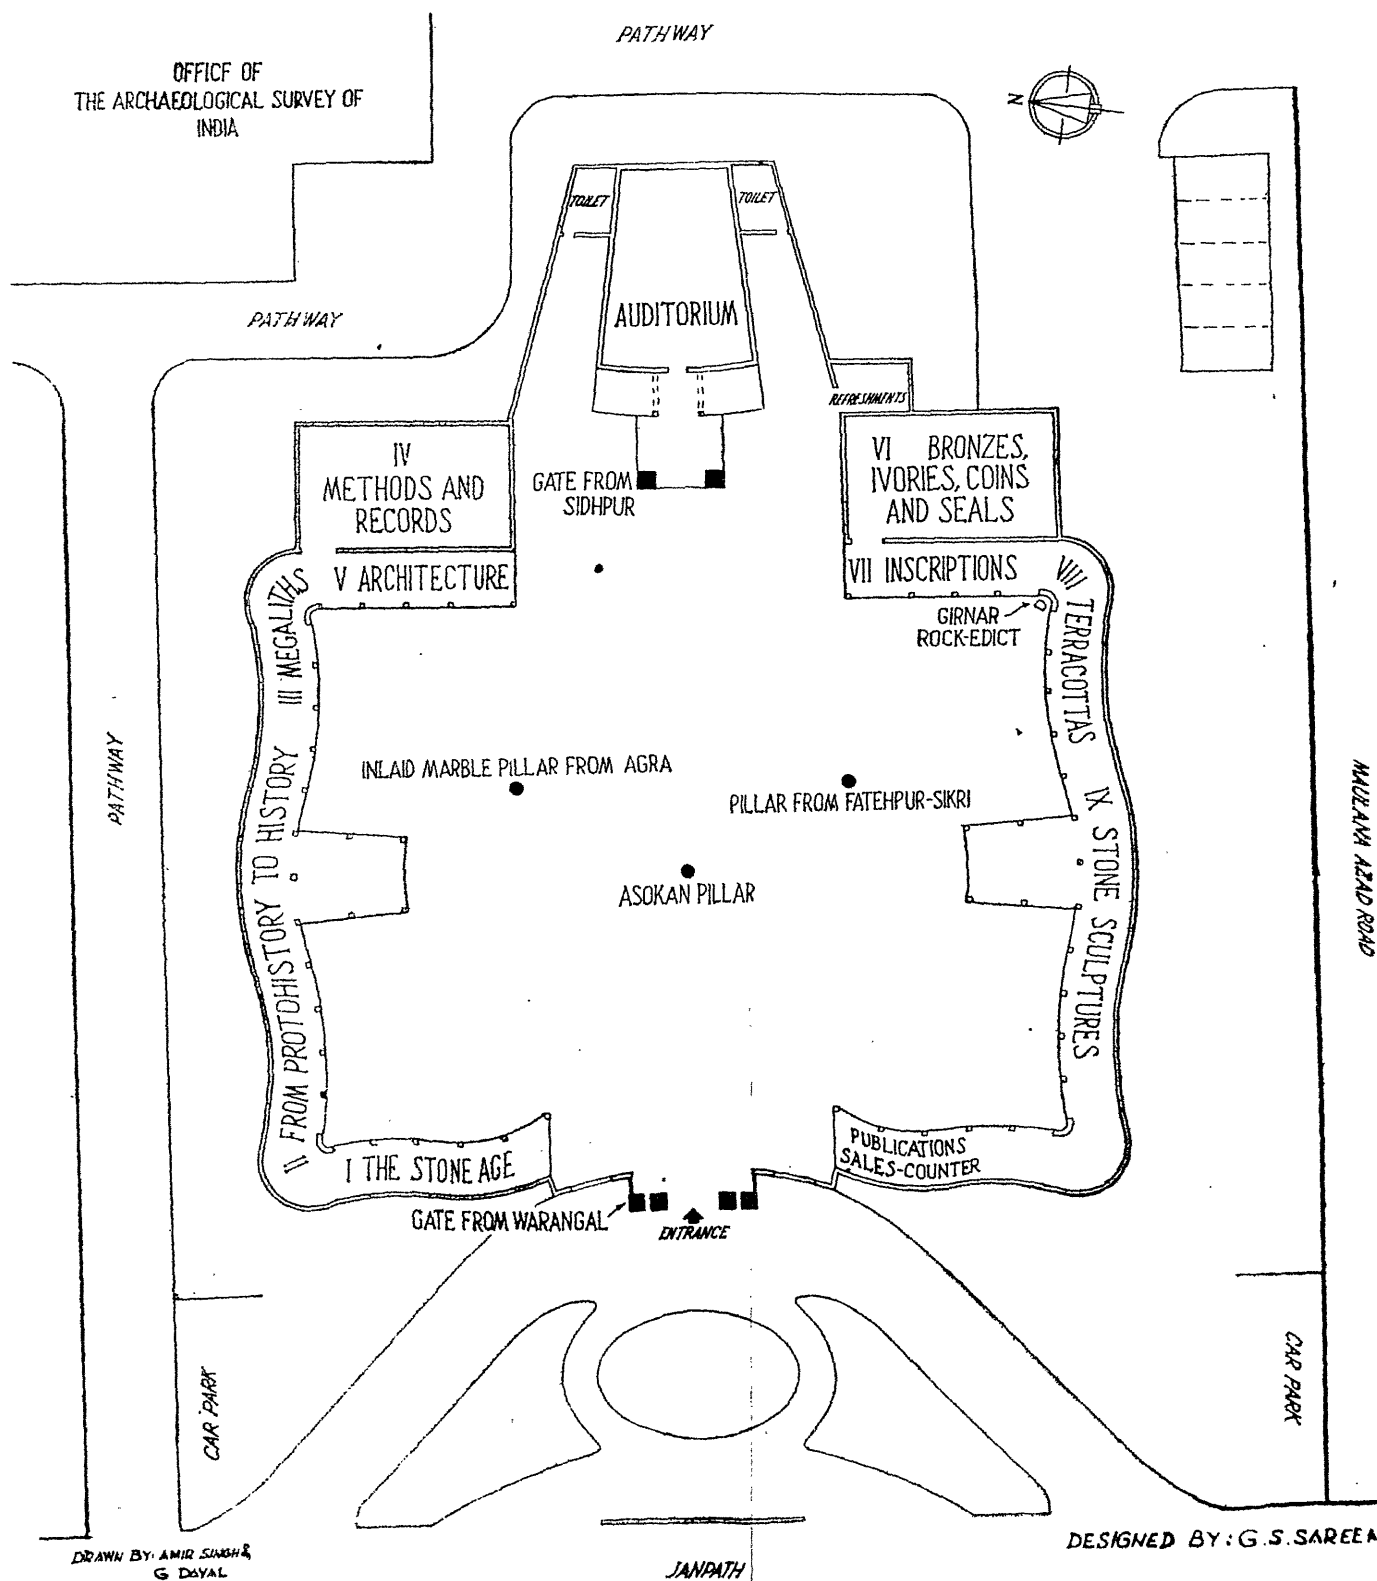 PATHWAY
OFFICF OF
THE ARCHAEOLOGICAL SURVEY OF
INDIA
N
TOILET
TOILET
AUDITORIUM
PATHWAY
REFRESHMENTS
IV
METHODS AND
RECORDS
GATE FROM
SIDHPUR
VI BRONZES,
IVORIES, COINS
AND SEALS
V ARCHITECTURE
VII INSCRIPTIONS
GIRNAR
ROCK-EDICT
III MEGALITHS
VIII TERRACOTTAS
PATHWAY
INLAID MARBLE PILLAR FROM AGRA
PILLAR FROM FATEHPUR-SIKRI
ASOKAN PILLAR
II FROM PROTOHISTORY TO HISTORY
IX STONE SCULPTURES
MAULANA AZAD ROAD
I THE STONE AGE
PUBLICATIONS
SALES-COUNTER
GATE FROM WARANGAL
ENTRANCE
CAR PARK
CAR PARK
DRAWN BY: AMIR SINGH &
G DAYAL
JANPATH
DESIGNED BY: G.S. SAREEN